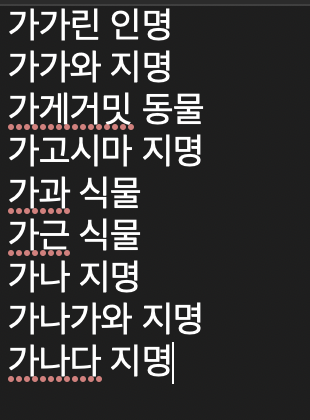 가가린 인명
가가와 지명
가게거밋 동물
가고시마 지명
가과 식물
가근 식물
가나 지명
가나가와 지명
가나다 지명